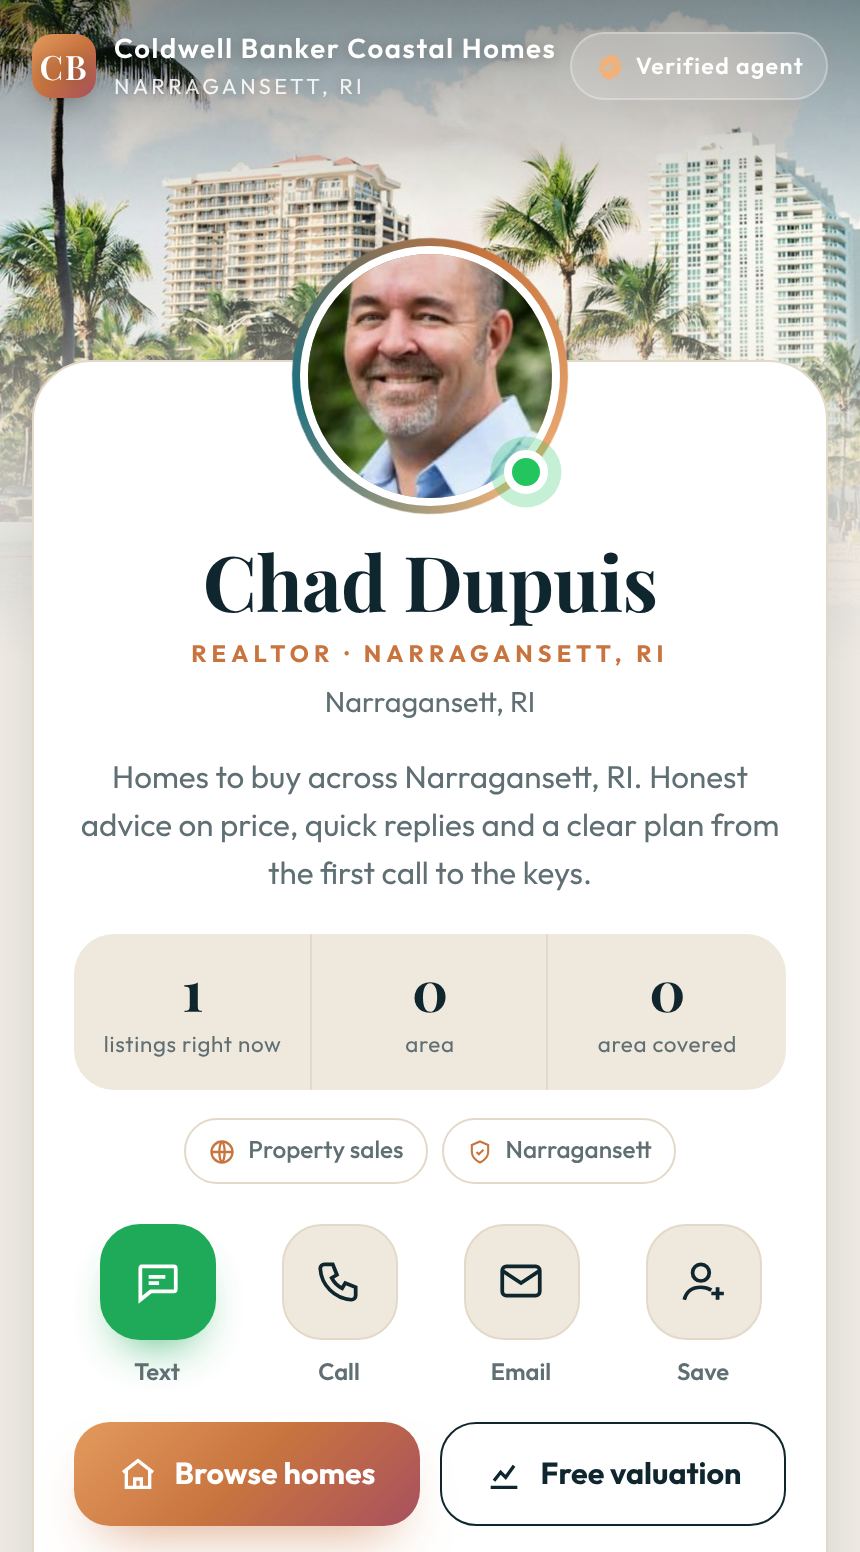 CB
Coldwell Banker Coastal Homes
NARRAGANSETT, RI
Verified agent
Chad Dupuis
REALTOR · NARRAGANSETT, RI
Narragansett, RI
Homes to buy across Narragansett, RI. Honest
advice on price, quick replies and a clear plan from
the first call to the keys.
1 0 0
listings right now area area covered
Property sales Narragansett
Text Call Email Save
Browse homes Free valuation